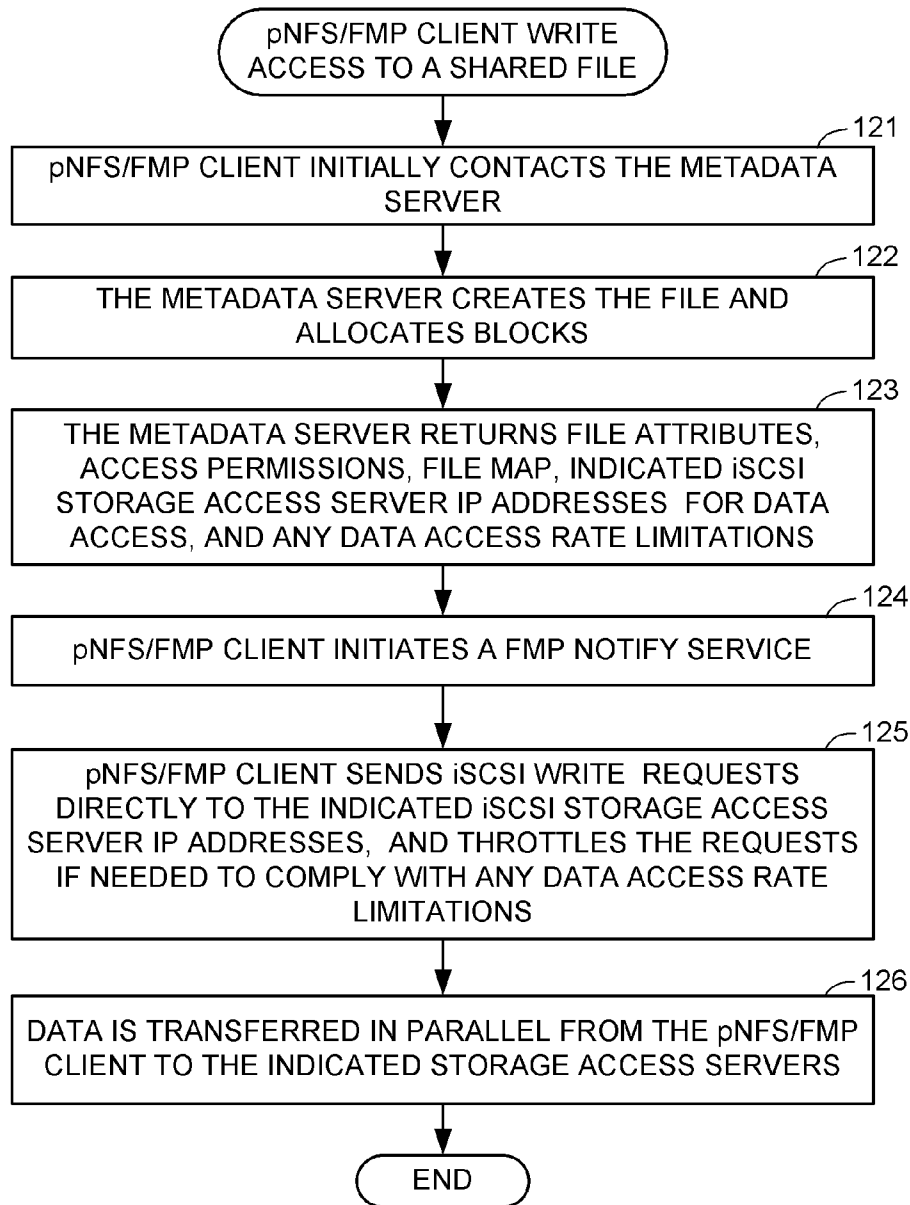 pNFS/FMP CLIENT WRITE
ACCESS TO A SHARED FILE
121
pNFS/FMP CLIENT INITIALLY CONTACTS THE METADATA
SERVER
122
THE METADATA SERVER CREATES THE FILE AND
ALLOCATES BLOCKS
123
THE METADATA SERVER RETURNS FILE ATTRIBUTES,
ACCESS PERMISSIONS, FILE MAP, INDICATED iSCSI
STORAGE ACCESS SERVER IP ADDRESSES FOR DATA
ACCESS, AND ANY DATA ACCESS RATE LIMITATIONS
124
pNFS/FMP CLIENT INITIATES A FMP NOTIFY SERVICE
125
pNFS/FMP CLIENT SENDS iSCSI WRITE REQUESTS
DIRECTLY TO THE INDICATED iSCSI STORAGE ACCESS
SERVER IP ADDRESSES, AND THROTTLES THE REQUESTS
IF NEEDED TO COMPLY WITH ANY DATA ACCESS RATE
LIMITATIONS
126
DATA IS TRANSFERRED IN PARALLEL FROM THE pNFS/FMP
CLIENT TO THE INDICATED STORAGE ACCESS SERVERS
END